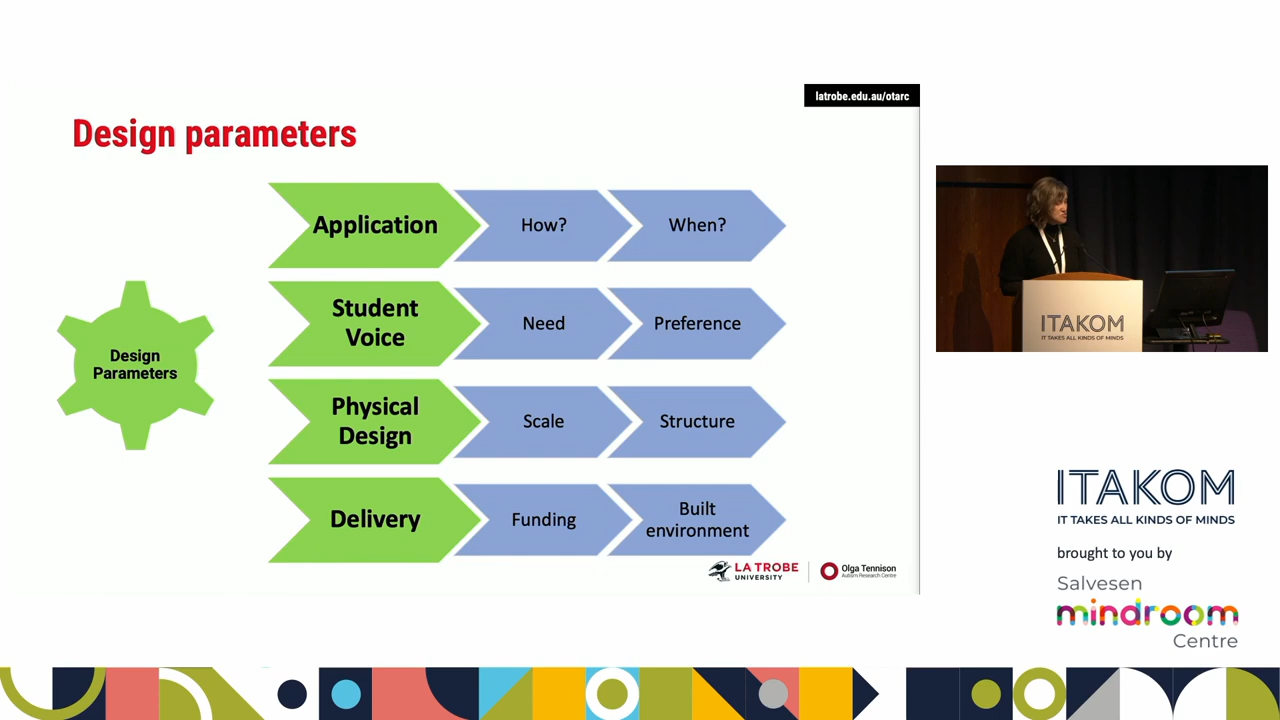 latrobe.edu.au/otarc
Design parameters
Design
Parameters
Application
How?
When?
Student
Voice
Need
Preference
Physical
Design
Scale
Structure
Delivery
Funding
Built
environment
LA TROBE
UNIVERSITY
Olga Tennison
Autism Research Centre
ITAKOM
IT TAKES ALL KINDS OF MINDS
ITAKOM
IT TAKES ALL KINDS OF MINDS
brought to you by
Salvesen
mindroom
Centre